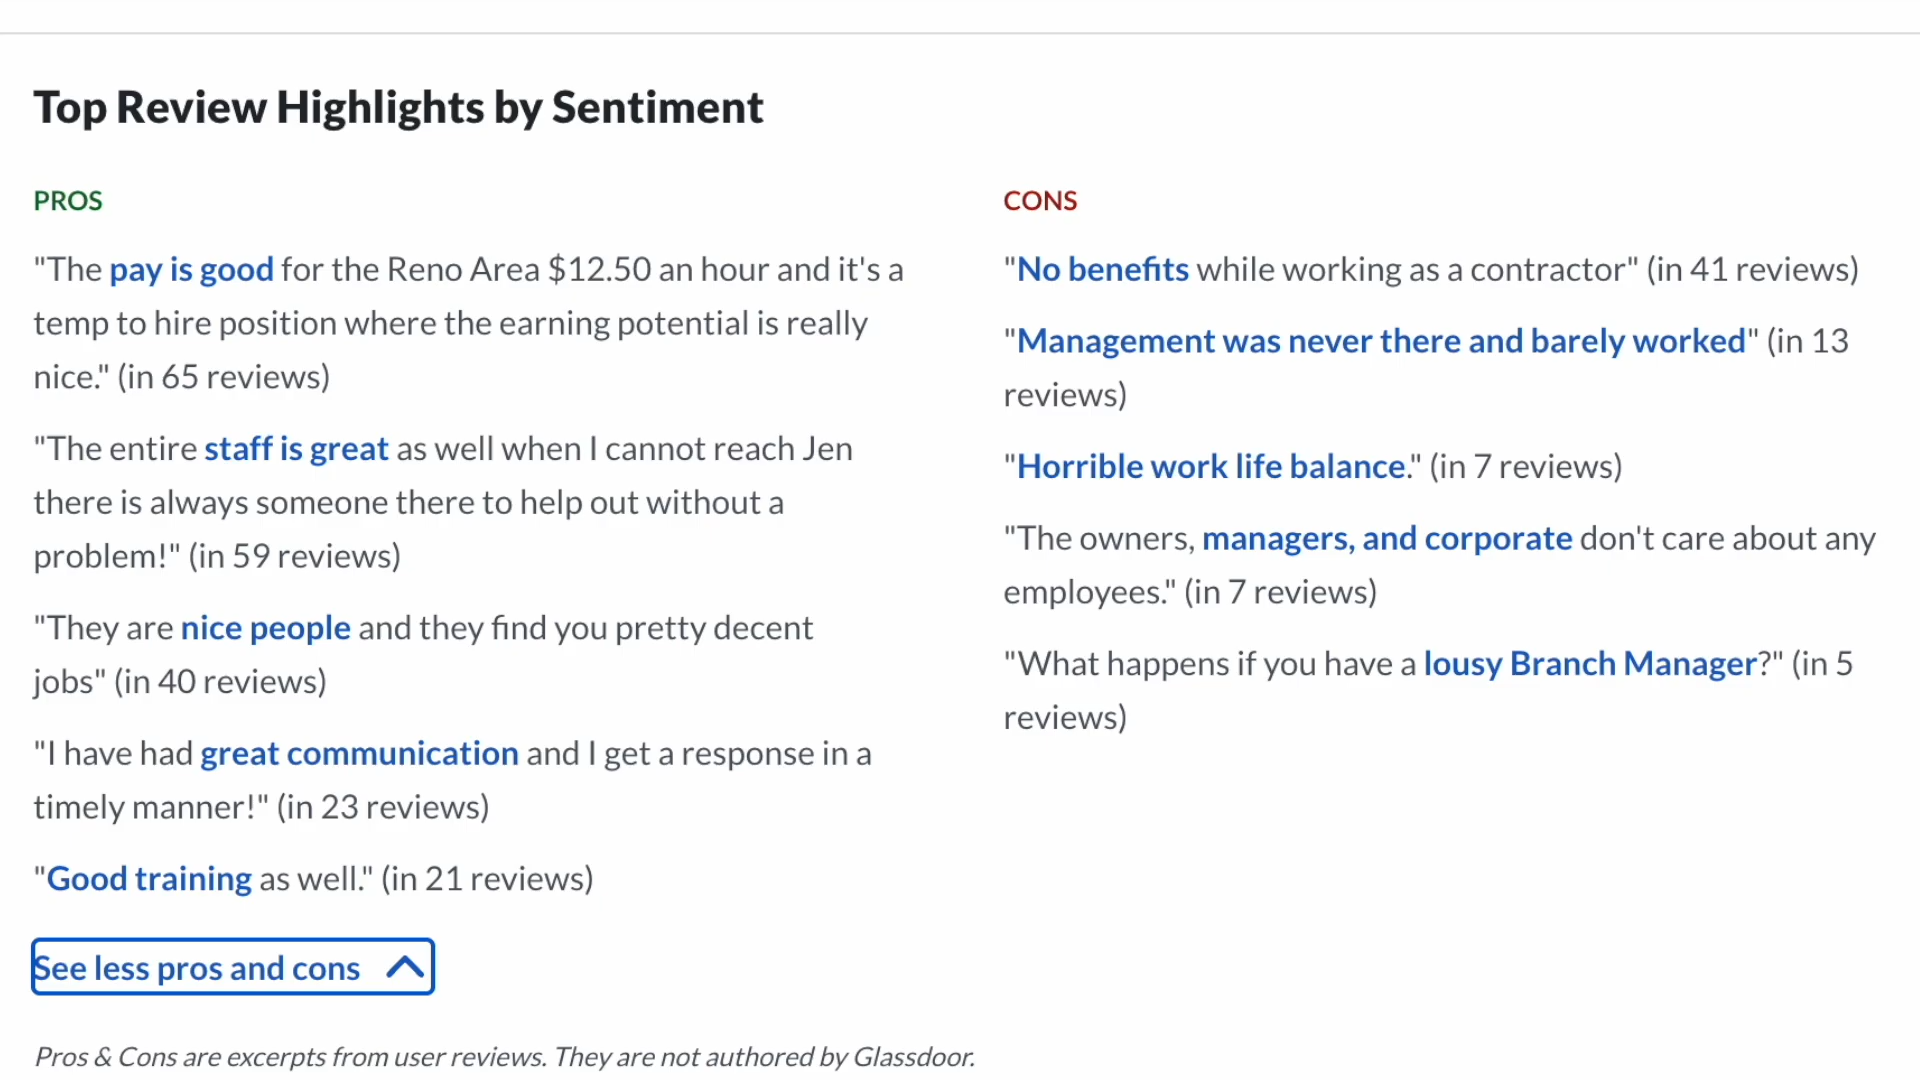 Top Review Highlights by Sentiment
PROS
"The pay is good for the Reno Area $12.50 an hour and it's a
temp to hire position where the earning potential is really
nice." (in 65 reviews)
"The entire staff is great as well when I cannot reach Jen
there is always someone there to help out without a
problem!" (in 59 reviews)
"They are nice people and they find you pretty decent
jobs" (in 40 reviews)
"I have had great communication and I get a response in a
timely manner!" (in 23 reviews)
"Good training as well." (in 21 reviews)
CONS
"No benefits while working as a contractor" (in 41 reviews)
"Management was never there and barely worked" (in 13
reviews)
"Horrible work life balance." (in 7 reviews)
"The owners, managers, and corporate don't care about any
employees." (in 7 reviews)
"What happens if you have a lousy Branch Manager?" (in 5
reviews)
See less pros and cons
Pros & Cons are excerpts from user reviews. They are not authored by Glassdoor.